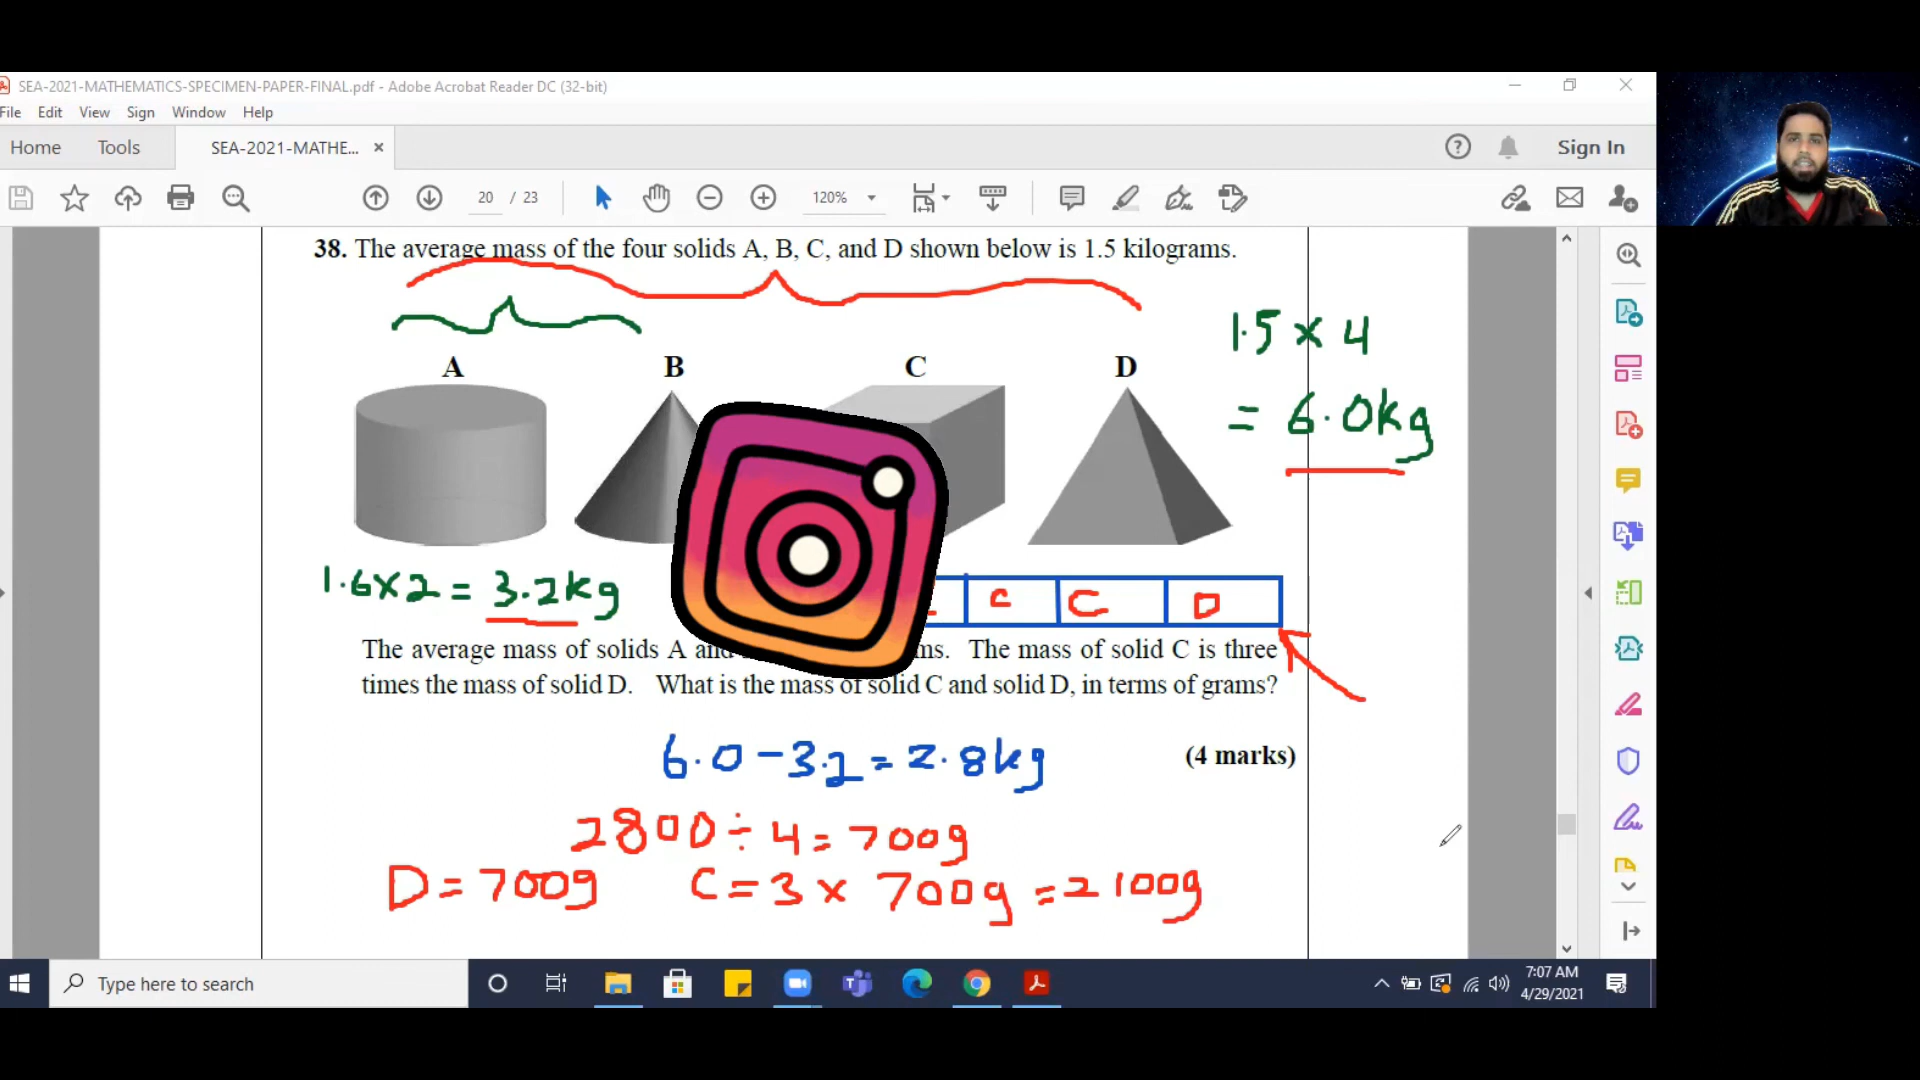 SEA-2021-MATHEMATICS-SPECIMEN-PAPER-FINAL.pdf - Adobe Acrobat Reader DC (32-bit)
File Edit View Sign Window Help
Home Tools SEA-2021-MATHE... × Sign In
20 / 23 120%
38. The average mass of the four solids A, B, C, and D shown below is 1.5 kilograms.
A B C D
1.5 × 4
= 6.0kg
1.6×2 = 3.2kg
C C D
The average mass of solids A and ms. The mass of solid C is three
times the mass of solid D. What is the mass of solid C and solid D, in terms of grams?
6.0 - 3.2 = 2.8kg
(4 marks)
2800 ÷ 4 = 700g
D = 700g C = 3 × 700g = 2100g
Type here to search
7:07 AM
4/29/2021